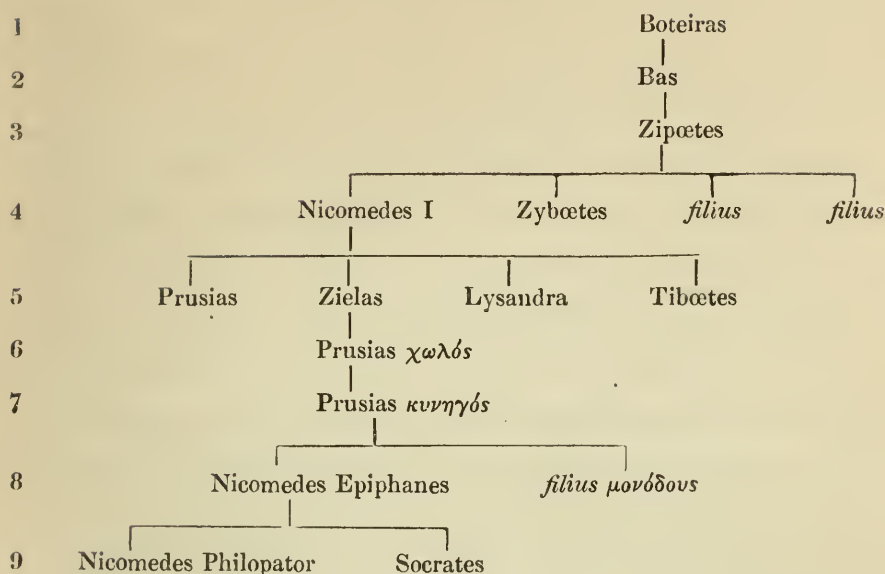 1 Boteiras
2 Bas
3 Zipœtes
4 Nicomedes I Zybœtes filius filius
5 Prusias Zielas Lysandra Tibœtes
6 Prusias χωλός
7 Prusias κυνηγός
8 Nicomedes Epiphanes filius μονόδους
9 Nicomedes Philopator Socrates